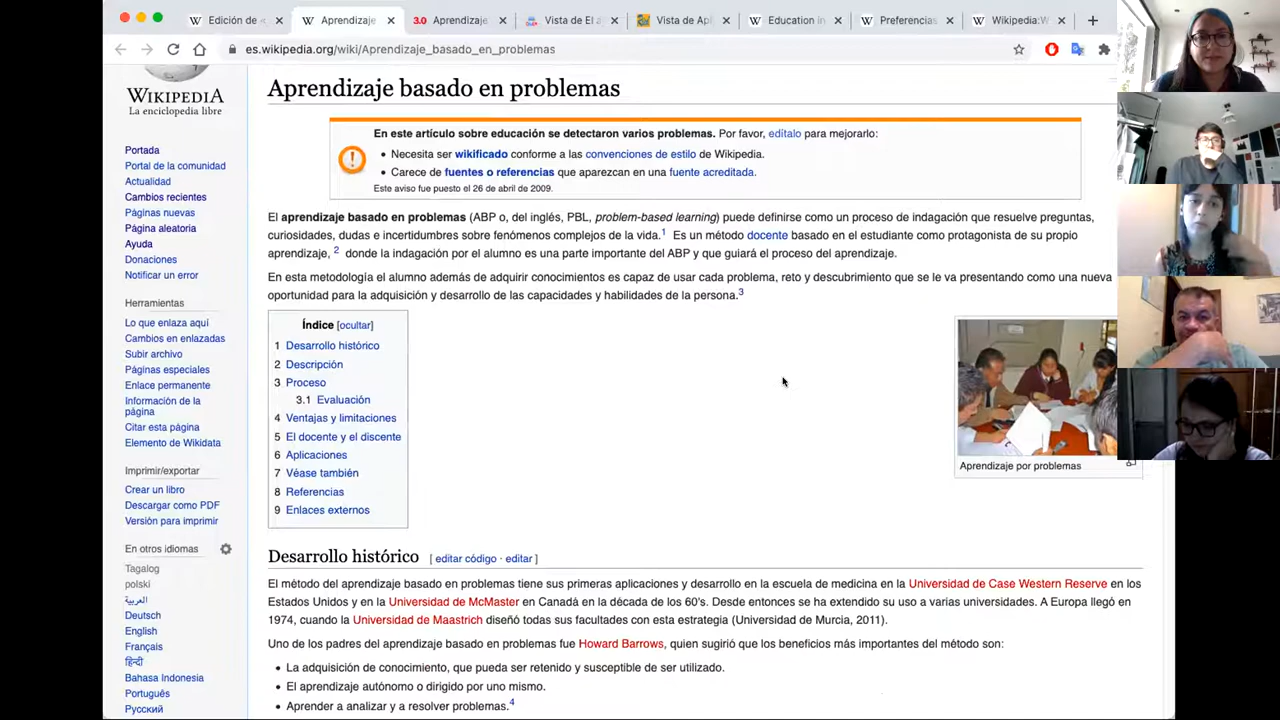 Edición de «
Aprendizaje
Aprendizaje
Vista de El a
Vista de Apr
Education in
Preferencias
Wikipedia:W
es.wikipedia.org/wiki/Aprendizaje_basado_en_problemas
WIKIPEDIA
La enciclopedia libre
Portada
Portal de la comunidad
Actualidad
Cambios recientes
Páginas nuevas
Página aleatoria
Ayuda
Donaciones
Notificar un error
Herramientas
Lo que enlaza aquí
Cambios en enlazadas
Subir archivo
Páginas especiales
Enlace permanente
Información de la
página
Citar esta página
Elemento de Wikidata
Imprimir/exportar
Crear un libro
Descargar como PDF
Versión para imprimir
En otros idiomas
Tagalog
polski
العربية
Deutsch
English
Français
हिन्दी
Bahasa Indonesia
Português
Русский
Aprendizaje basado en problemas
En este artículo sobre educación se detectaron varios problemas. Por favor, edítalo para mejorarlo:
• Necesita ser wikificado conforme a las convenciones de estilo de Wikipedia.
• Carece de fuentes o referencias que aparezcan en una fuente acreditada.
Este aviso fue puesto el 26 de abril de 2009.
El aprendizaje basado en problemas (ABP o, del inglés, PBL, problem-based learning) puede definirse como un proceso de indagación que resuelve preguntas,
curiosidades, dudas e incertidumbres sobre fenómenos complejos de la vida.1 Es un método docente basado en el estudiante como protagonista de su propio
aprendizaje, 2 donde la indagación por el alumno es una parte importante del ABP y que guiará el proceso del aprendizaje.
En esta metodología el alumno además de adquirir conocimientos es capaz de usar cada problema, reto y descubrimiento que se le va presentando como una nueva
oportunidad para la adquisición y desarrollo de las capacidades y habilidades de la persona.3
Índice [ocultar]
1 Desarrollo histórico
2 Descripción
3 Proceso
3.1 Evaluación
4 Ventajas y limitaciones
5 El docente y el discente
6 Aplicaciones
7 Véase también
8 Referencias
9 Enlaces externos
Aprendizaje por problemas
Desarrollo histórico [ editar código · editar ]
El método del aprendizaje basado en problemas tiene sus primeras aplicaciones y desarrollo en la escuela de medicina en la Universidad de Case Western Reserve en los
Estados Unidos y en la Universidad de McMaster en Canadá en la década de los 60's. Desde entonces se ha extendido su uso a varias universidades. A Europa llegó en
1974, cuando la Universidad de Maastrich diseñó todas sus facultades con esta estrategia (Universidad de Murcia, 2011).
Uno de los padres del aprendizaje basado en problemas fue Howard Barrows, quien sugirió que los beneficios más importantes del método son:
• La adquisición de conocimiento, que pueda ser retenido y susceptible de ser utilizado.
• El aprendizaje autónomo o dirigido por uno mismo.
• Aprender a analizar y a resolver problemas.4